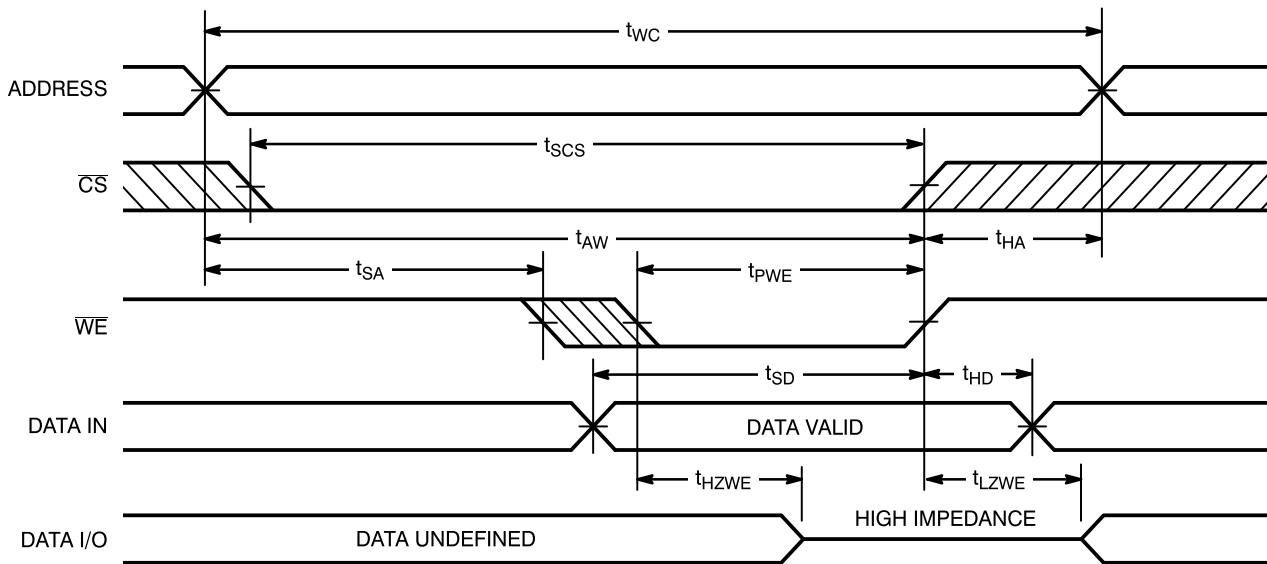 tWC
ADDRESS
tSCS
CS
tAW
tHA
tSA
tPWE
WE
tSD
tHD
DATA IN
DATA VALID
tHZWE
tLZWE
HIGH IMPEDANCE
DATA I/O
DATA UNDEFINED